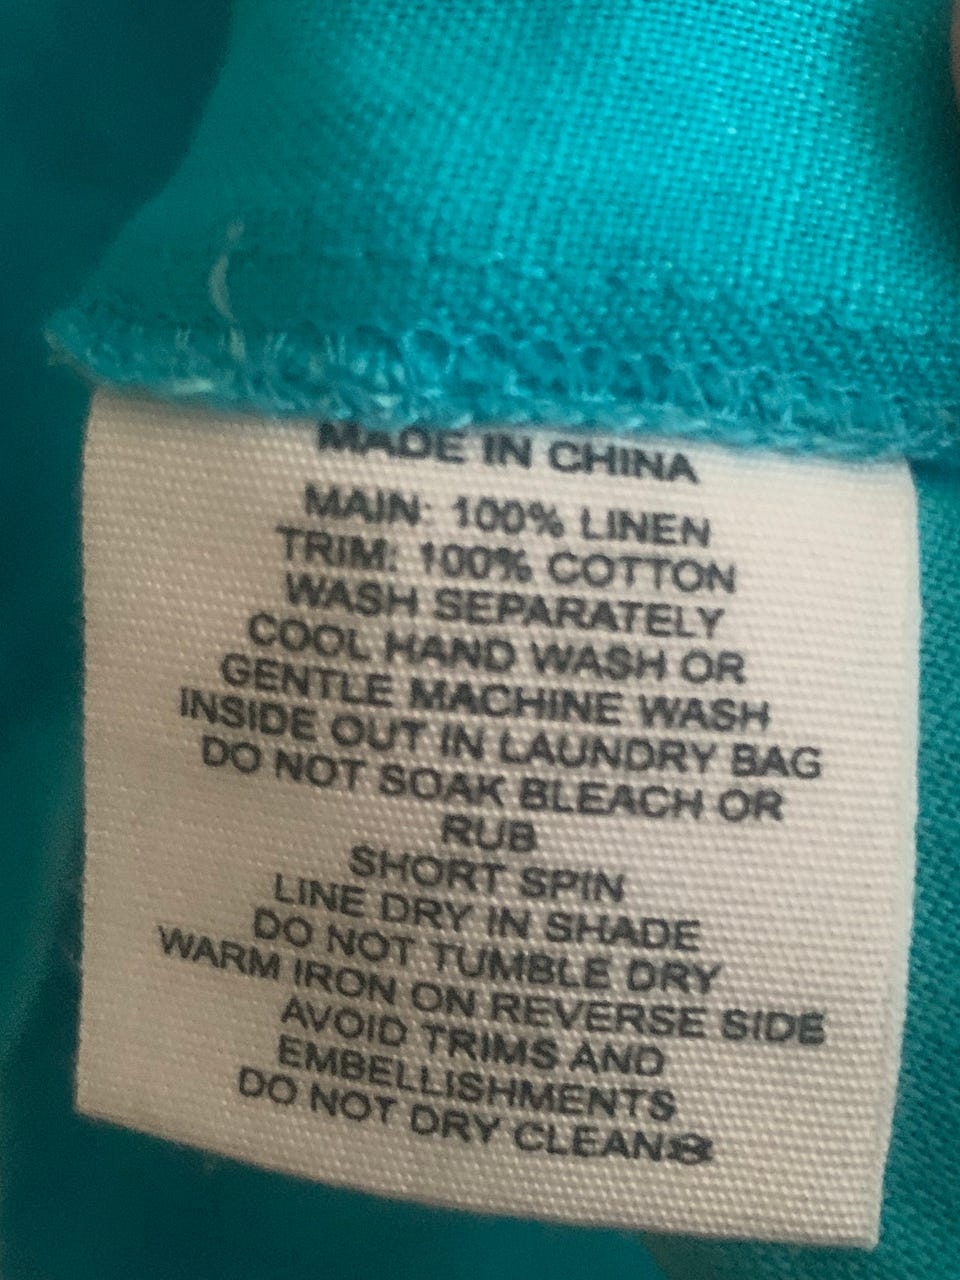 MADE IN CHINA
MAIN: 100% LINEN
TRIM: 100% COTTON
WASH SEPARATELY
COOL HAND WASH OR
GENTLE MACHINE WASH
INSIDE OUT IN LAUNDRY BAG
DO NOT SOAK BLEACH OR
RUB
SHORT SPIN
LINE DRY IN SHADE
DO NOT TUMBLE DRY
WARM IRON ON REVERSE SIDE
AVOID TRIMS AND
EMBELLISHMENTS
DO NOT DRY CLEAN